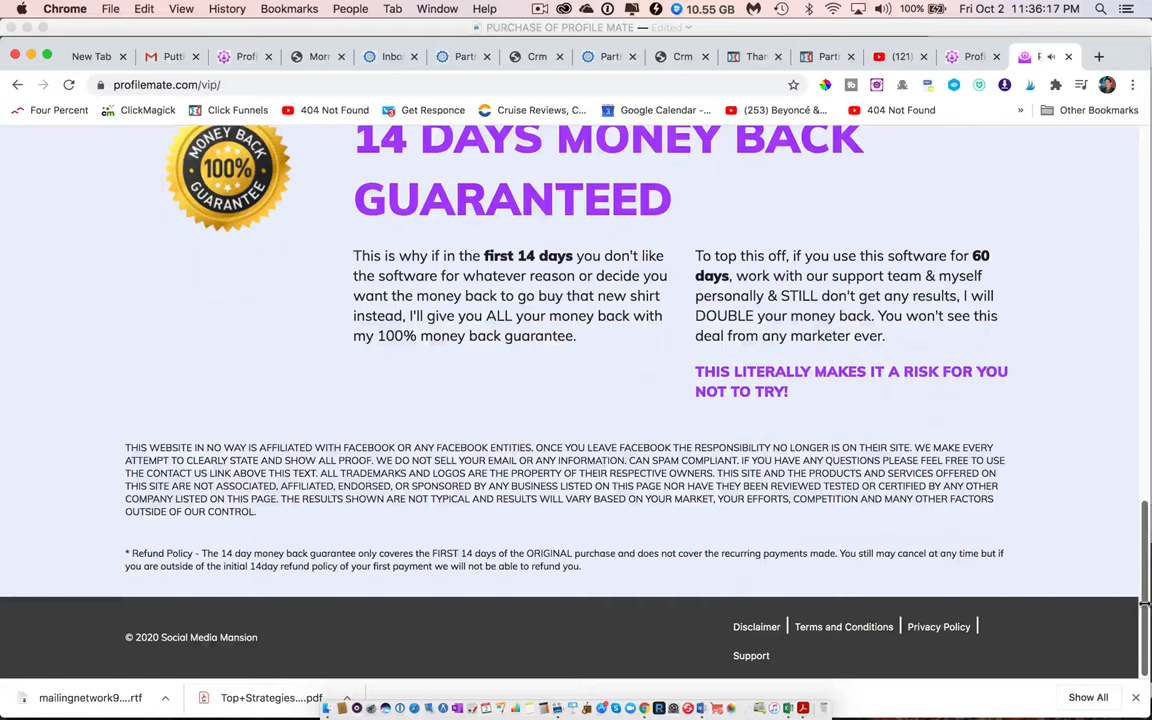 Chrome File Edit View History Bookmarks People Tab Window Help 10.55 GB 100% Fri Oct 2 11:36:17 PM
PURCHASE OF PROFILE MATE — Edited
New Tab Putti Profi Morr Inbo Part Crm Part Crm Than Part (121) Profi
profilemate.com/vip/
Four Percent ClickMagick Click Funnels 404 Not Found Get Response Cruise Reviews, C... Google Calendar -... (253) Beyoncé &... 404 Not Found » Other Bookmarks
MONEY BACK
100%
GUARANTEE
14 DAYS MONEY BACK
GUARANTEED
This is why if in the first 14 days you don't like
the software for whatever reason or decide you
want the money back to go buy that new shirt
instead, I'll give you ALL your money back with
my 100% money back guarantee.
To top this off, if you use this software for 60
days, work with our support team & myself
personally & STILL don't get any results, I will
DOUBLE your money back. You won't see this
deal from any marketer ever.
THIS LITERALLY MAKES IT A RISK FOR YOU
NOT TO TRY!
THIS WEBSITE IN NO WAY IS AFFILIATED WITH FACEBOOK OR ANY FACEBOOK ENTITIES. ONCE YOU LEAVE FACEBOOK THE RESPONSIBILITY NO LONGER IS ON THEIR SITE. WE MAKE EVERY
ATTEMPT TO CLEARLY STATE AND SHOW ALL PROOF. WE DO NOT SELL YOUR EMAIL OR ANY INFORMATION. CAN SPAM COMPLIANT. IF YOU HAVE ANY QUESTIONS PLEASE FEEL FREE TO USE
THE CONTACT US LINK ABOVE THIS TEXT. ALL TRADEMARKS AND LOGOS ARE THE PROPERTY OF THEIR RESPECTIVE OWNERS. THIS SITE AND THE PRODUCTS AND SERVICES OFFERED ON
THIS SITE ARE NOT ASSOCIATED, AFFILIATED, ENDORSED, OR SPONSORED BY ANY BUSINESS LISTED ON THIS PAGE NOR HAVE THEY BEEN REVIEWED TESTED OR CERTIFIED BY ANY OTHER
COMPANY LISTED ON THIS PAGE. THE RESULTS SHOWN ARE NOT TYPICAL AND RESULTS WILL VARY BASED ON YOUR MARKET, YOUR EFFORTS, COMPETITION AND MANY OTHER FACTORS
OUTSIDE OF OUR CONTROL.
* Refund Policy - The 14 day money back guarantee only coveres the FIRST 14 days of the ORIGINAL purchase and does not cover the recurring payments made. You still may cancel at any time but if
you are outside of the initial 14day refund policy of your first payment we will not be able to refund you.
© 2020 Social Media Mansion
Disclaimer Terms and Conditions Privacy Policy
Support
mailingnetwork9....rtf Top+Strategies....pdf Show All